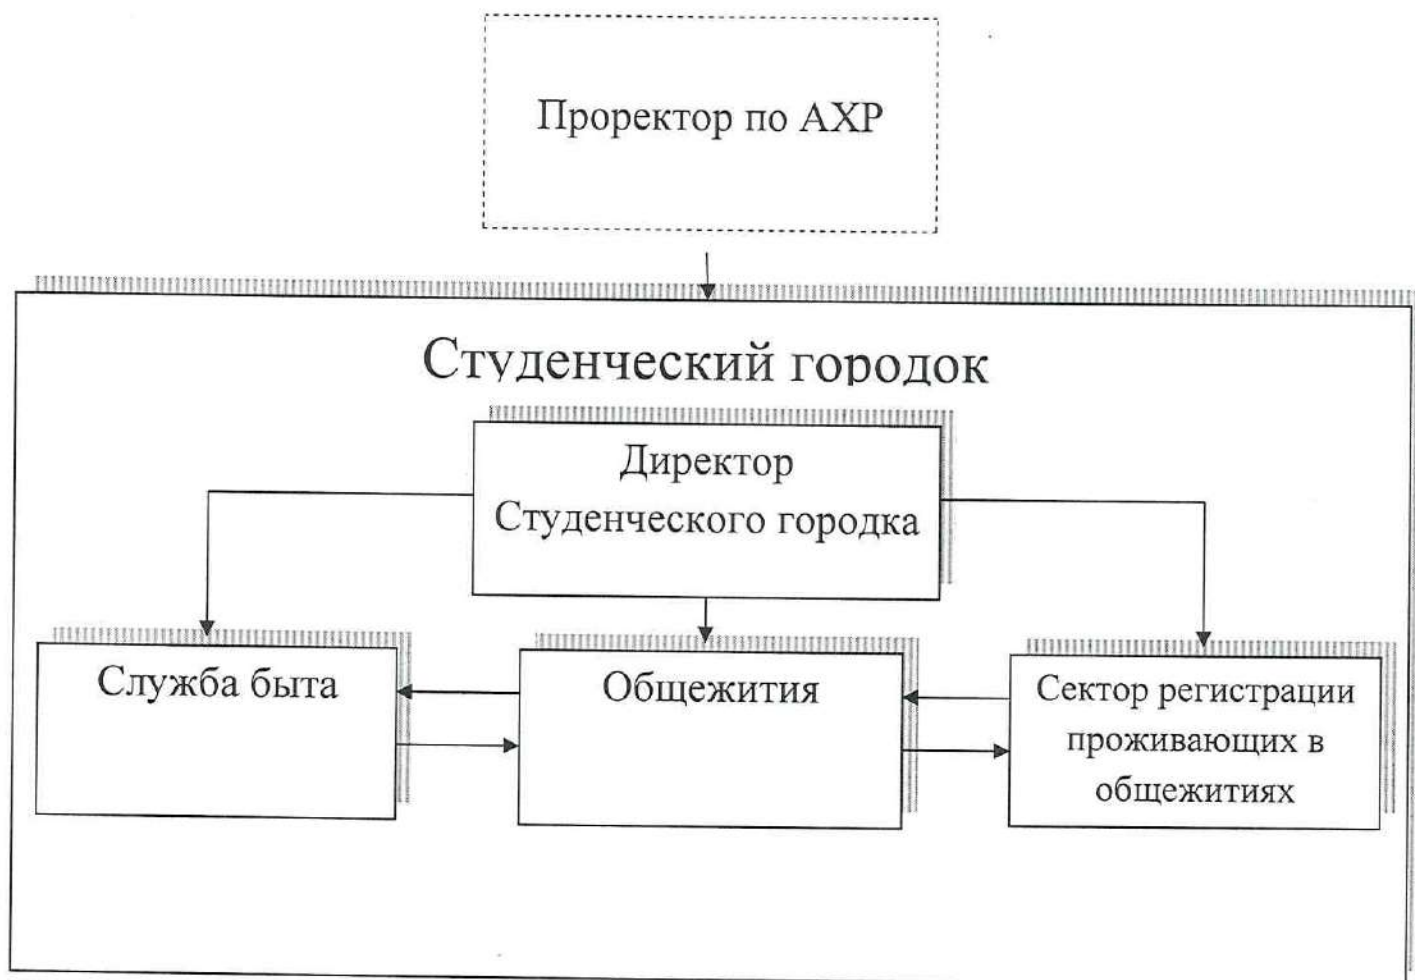 Проректор по АХР
Студенческий городок
Директор
Студенческого городка
Служба быта
Общежития
Сектор регистрации
проживающих в
общежитиях